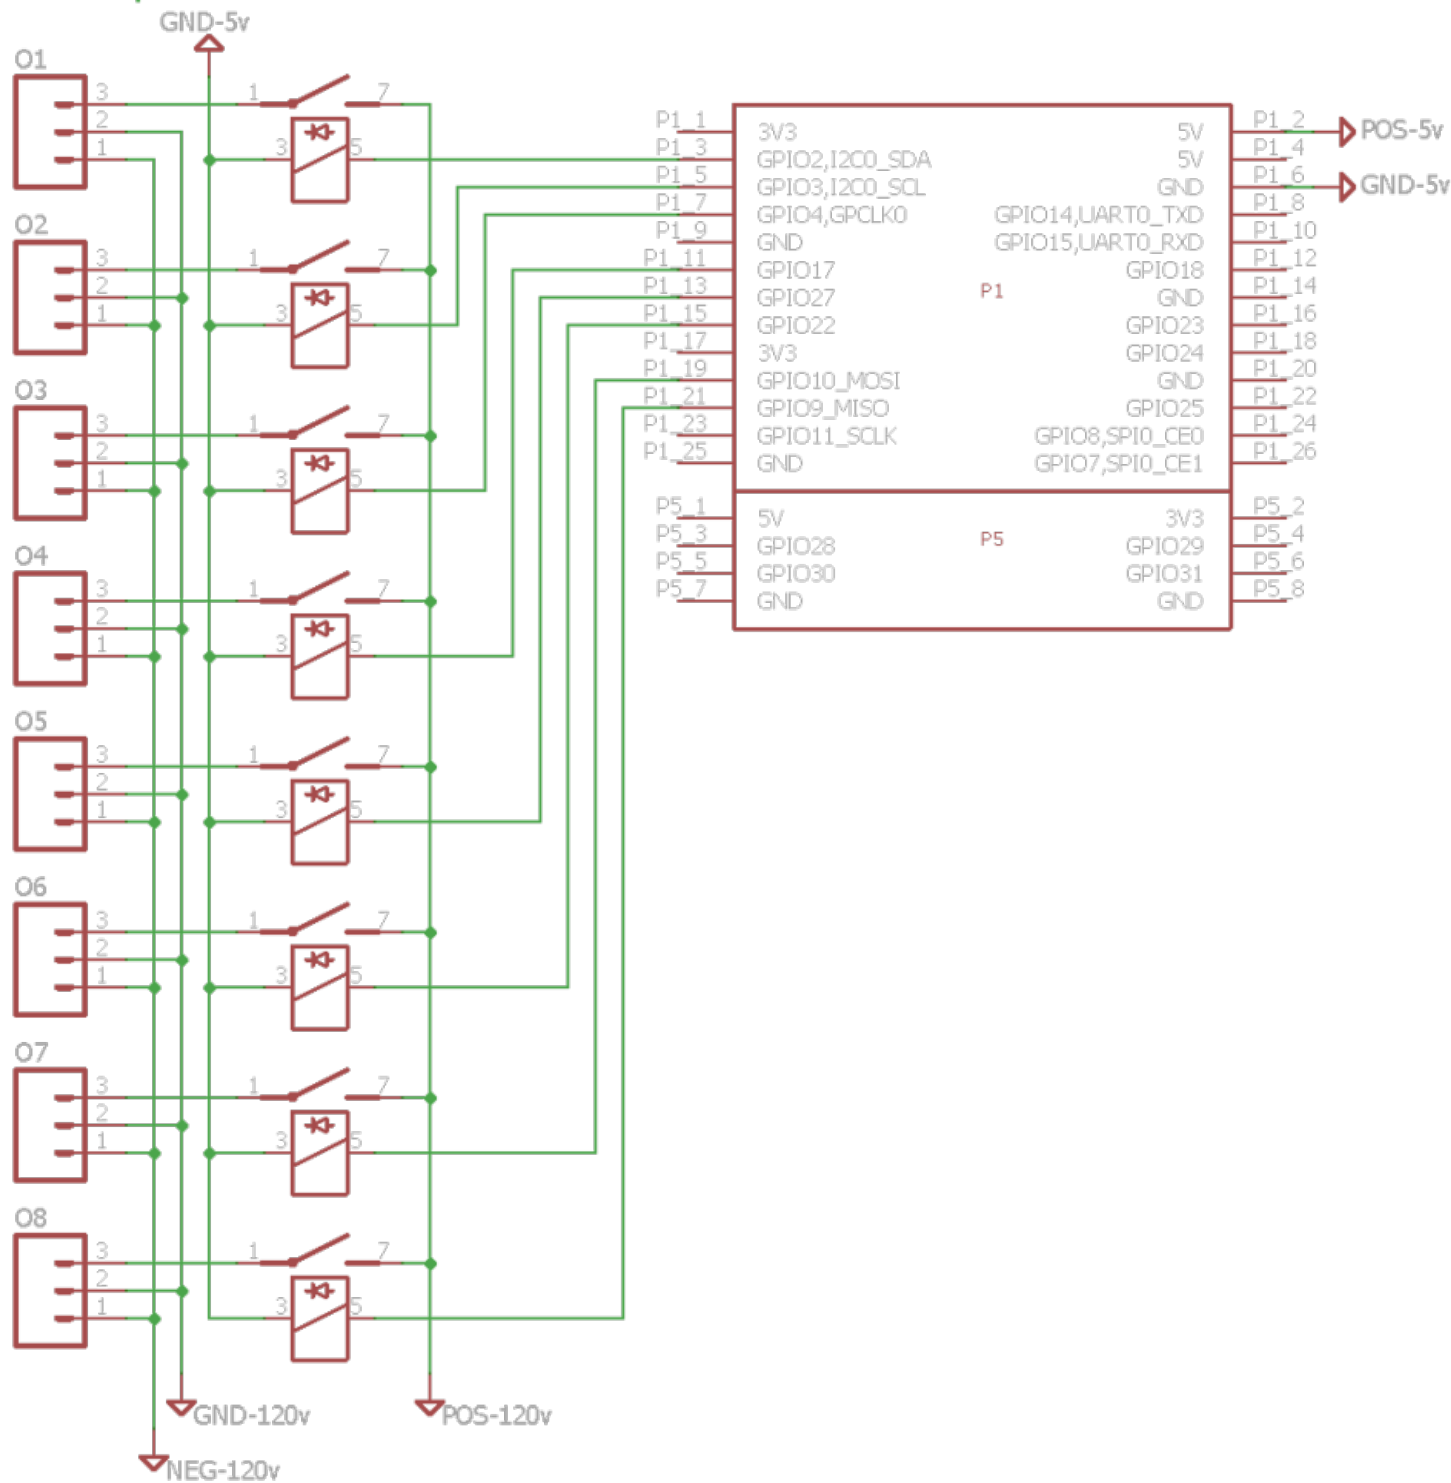 GND-5v
O1
3
2
1
1
7
3
5
O2
3
2
1
1
7
3
5
O3
3
2
1
1
7
3
5
O4
3
2
1
1
7
3
5
O5
3
2
1
1
7
3
5
O6
3
2
1
1
7
3
5
O7
3
2
1
1
7
3
5
O8
3
2
1
1
7
3
5
GND-120v
POS-120v
NEG-120v
P1_1 3V3 5V P1_2 POS-5v
P1_3 GPIO2,I2C0_SDA 5V P1_4
P1_5 GPIO3,I2C0_SCL GND P1_6 GND-5v
P1_7 GPIO4,GPCLK0 GPIO14,UART0_TXD P1_8
P1_9 GND GPIO15,UART0_RXD P1_10
P1_11 GPIO17 GPIO18 P1_12
P1_13 GPIO27 P1 GND P1_14
P1_15 GPIO22 GPIO23 P1_16
P1_17 3V3 GPIO24 P1_18
P1_19 GPIO10_MOSI GND P1_20
P1_21 GPIO9_MISO GPIO25 P1_22
P1_23 GPIO11_SCLK GPIO8,SPI0_CE0 P1_24
P1_25 GND GPIO7,SPI0_CE1 P1_26
P5_1 5V 3V3 P5_2
P5_3 GPIO28 P5 GPIO29 P5_4
P5_5 GPIO30 GPIO31 P5_6
P5_7 GND GND P5_8